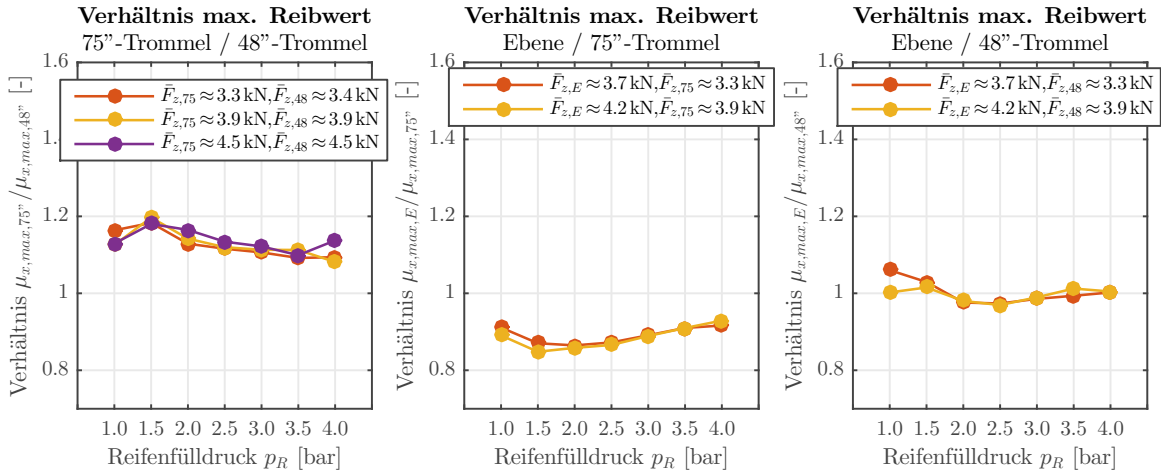 Verhältnis max. Reibwert
75”-Trommel / 48”-Trommel
Verhältnis μx,max,75”/μx,max,48” [-]
1.6
1.4
1.2
1
0.8
F̄z,75 ≈ 3.3 kN, F̄z,48 ≈ 3.4 kN
F̄z,75 ≈ 3.9 kN, F̄z,48 ≈ 3.9 kN
F̄z,75 ≈ 4.5 kN, F̄z,48 ≈ 4.5 kN
1.0 1.5 2.0 2.5 3.0 3.5 4.0
Reifenfülldruck pR [bar]
Verhältnis max. Reibwert
Ebene / 75”-Trommel
Verhältnis μx,max,E/μx,max,75” [-]
1.6
1.4
1.2
1
0.8
F̄z,E ≈ 3.7 kN, F̄z,75 ≈ 3.3 kN
F̄z,E ≈ 4.2 kN, F̄z,75 ≈ 3.9 kN
1.0 1.5 2.0 2.5 3.0 3.5 4.0
Reifenfülldruck pR [bar]
Verhältnis max. Reibwert
Ebene / 48”-Trommel
Verhältnis μx,max,E/μx,max,48” [-]
1.6
1.4
1.2
1
0.8
F̄z,E ≈ 3.7 kN, F̄z,48 ≈ 3.3 kN
F̄z,E ≈ 4.2 kN, F̄z,48 ≈ 3.9 kN
1.0 1.5 2.0 2.5 3.0 3.5 4.0
Reifenfülldruck pR [bar]